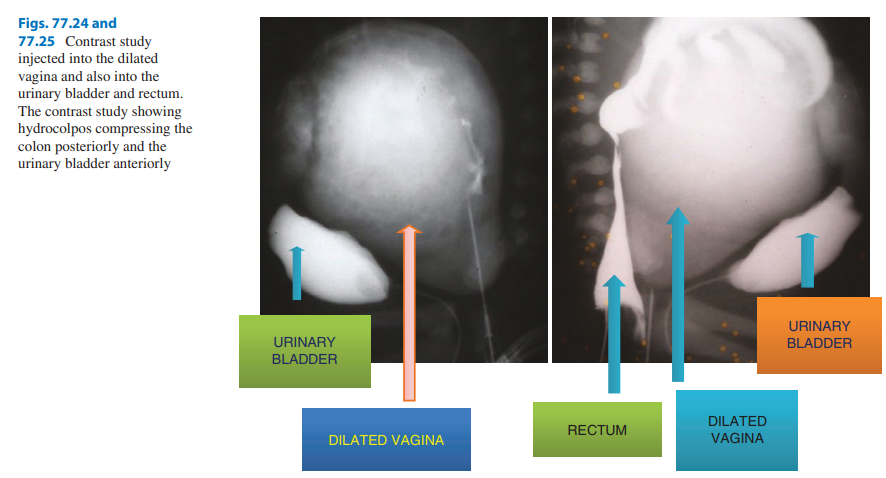 Figs. 77.24 and
77.25 Contrast study
injected into the dilated
vagina and also into the
urinary bladder and rectum.
The contrast study showing
hydrocolpos compressing the
colon posteriorly and the
urinary bladder anteriorly
URINARY
BLADDER
DILATED VAGINA
RECTUM
DILATED
VAGINA
URINARY
BLADDER